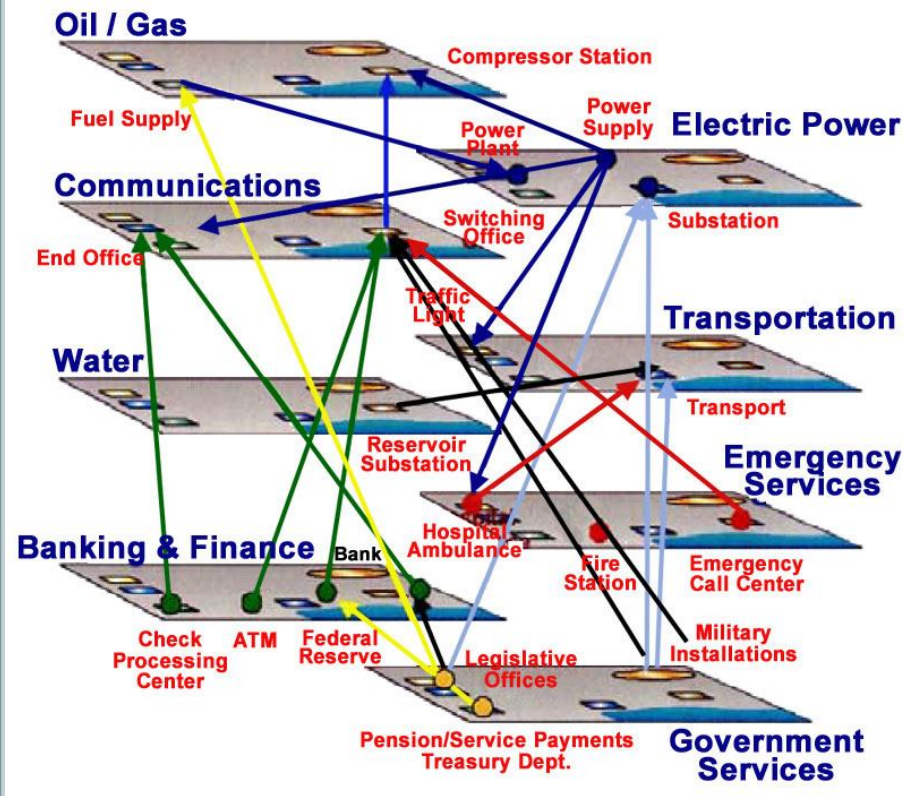 Oil / Gas
Compressor Station
Fuel Supply
Power
Supply
Electric Power
Power
Plant
Communications
Switching
Office
Substation
End Office
Traffic
Light
Transportation
Water
Transport
Reservoir
Substation
Emergency
Services
Hospital
Ambulance
Fire
Station
Emergency
Call Center
Banking & Finance
Bank
Check
Processing
Center
ATM
Federal
Reserve
Legislative
Offices
Military
Installations
Pension/Service Payments
Treasury Dept.
Government
Services